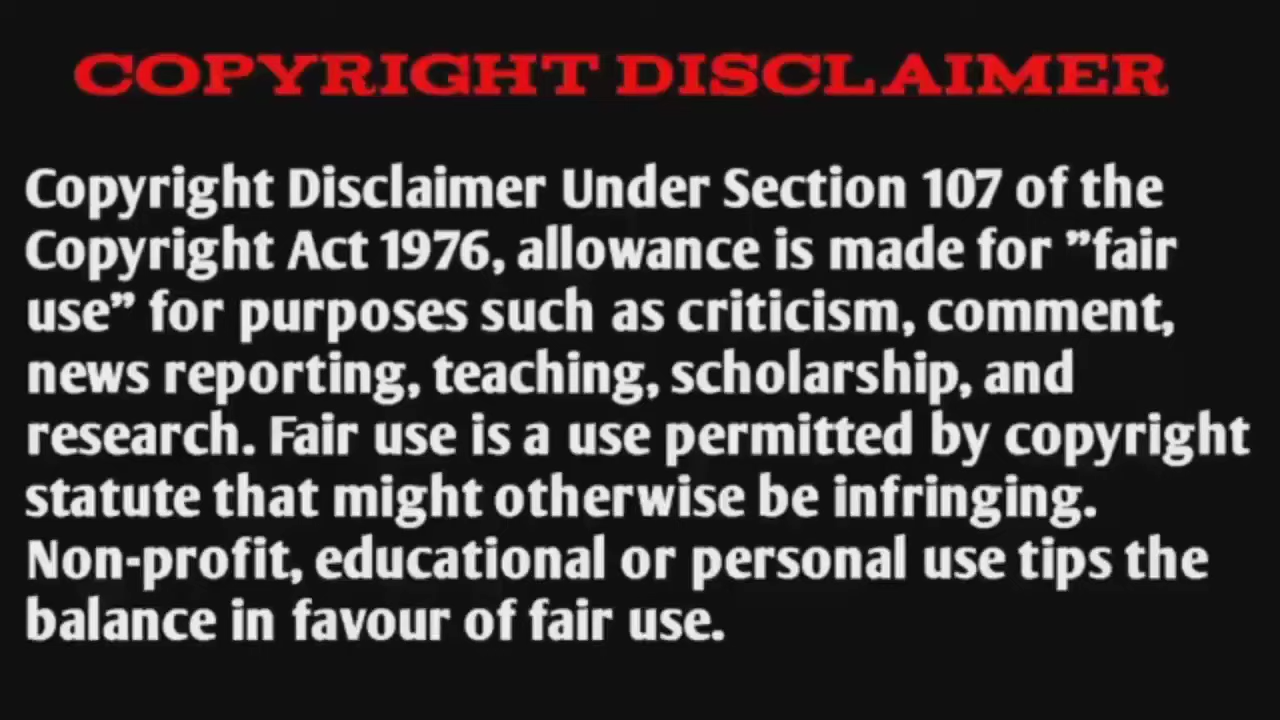 COPYRIGHT DISCLAIMER
Copyright Disclaimer Under Section 107 of the
Copyright Act 1976, allowance is made for ”fair
use” for purposes such as criticism, comment,
news reporting, teaching, scholarship, and
research. Fair use is a use permitted by copyright
statute that might otherwise be infringing.
Non-profit, educational or personal use tips the
balance in favour of fair use.